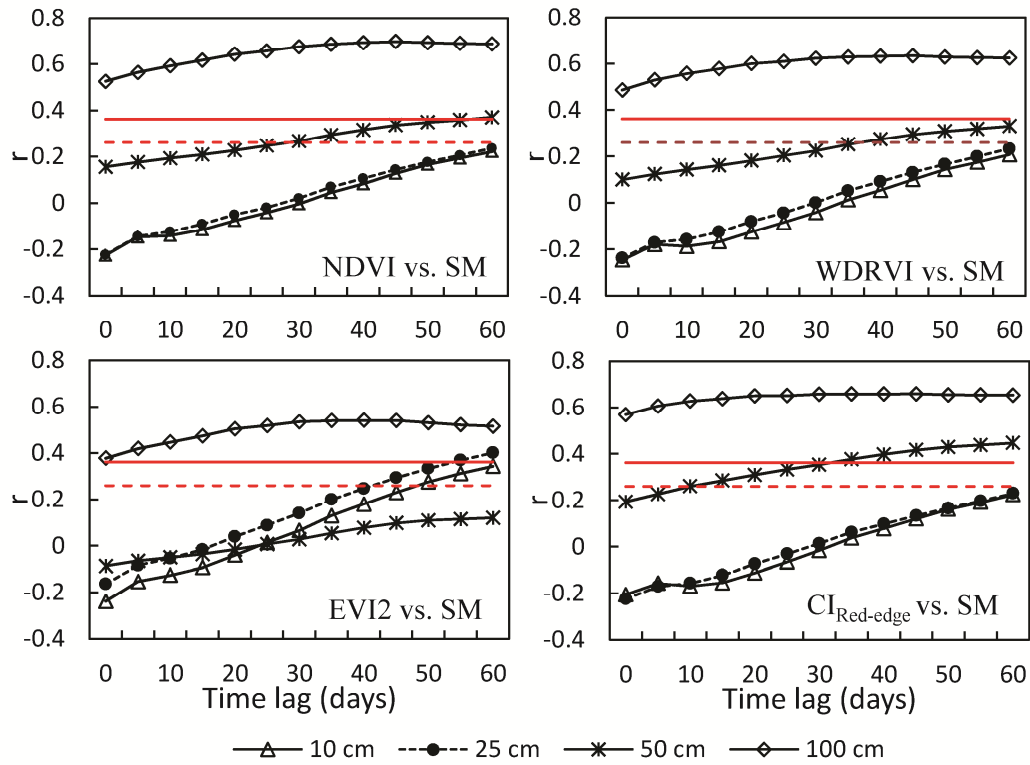 0.8
0.6
0.4
0.2
0
-0.2
-0.4
r
NDVI vs. SM
0 10 20 30 40 50 60
0.8
0.6
0.4
0.2
0
-0.2
-0.4
r
WDRVI vs. SM
0 10 20 30 40 50 60
0.8
0.6
0.4
0.2
0
-0.2
-0.4
r
EVI2 vs. SM
0 10 20 30 40 50 60
Time lag (days)
0.8
0.6
0.4
0.2
0
-0.2
-0.4
r
CIRed-edge vs. SM
0 10 20 30 40 50 60
Time lag (days)
10 cm 25 cm 50 cm 100 cm